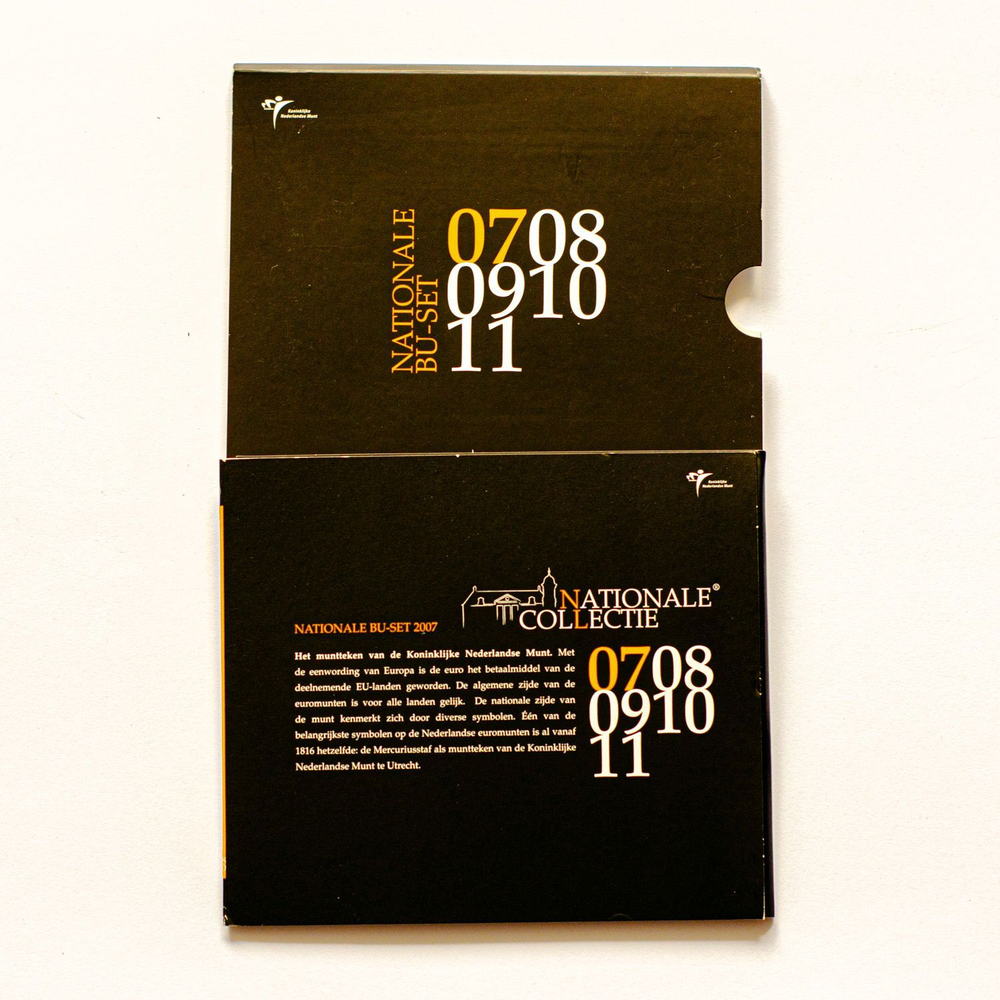 Koninklijke
Nederlandse Munt
NATIONALE
BU-SET
0708
0910
11
Koninklijke
Nederlandse Munt
NATIONALE®
COLLECTIE
NATIONALE BU-SET 2007
Het muntteken van de Koninklijke Nederlandse Munt. Met
de eenwording van Europa is de euro het betaalmiddel van de
deelnemende EU-landen geworden. De algemene zijde van de
euromunten is voor alle landen gelijk. De nationale zijde van
de munt kenmerkt zich door diverse symbolen. Één van de
belangrijkste symbolen op de Nederlandse euromunten is al vanaf
1816 hetzelfde: de Mercuriusstaf als muntteken van de Koninklijke
Nederlandse Munt te Utrecht.
0708
0910
11